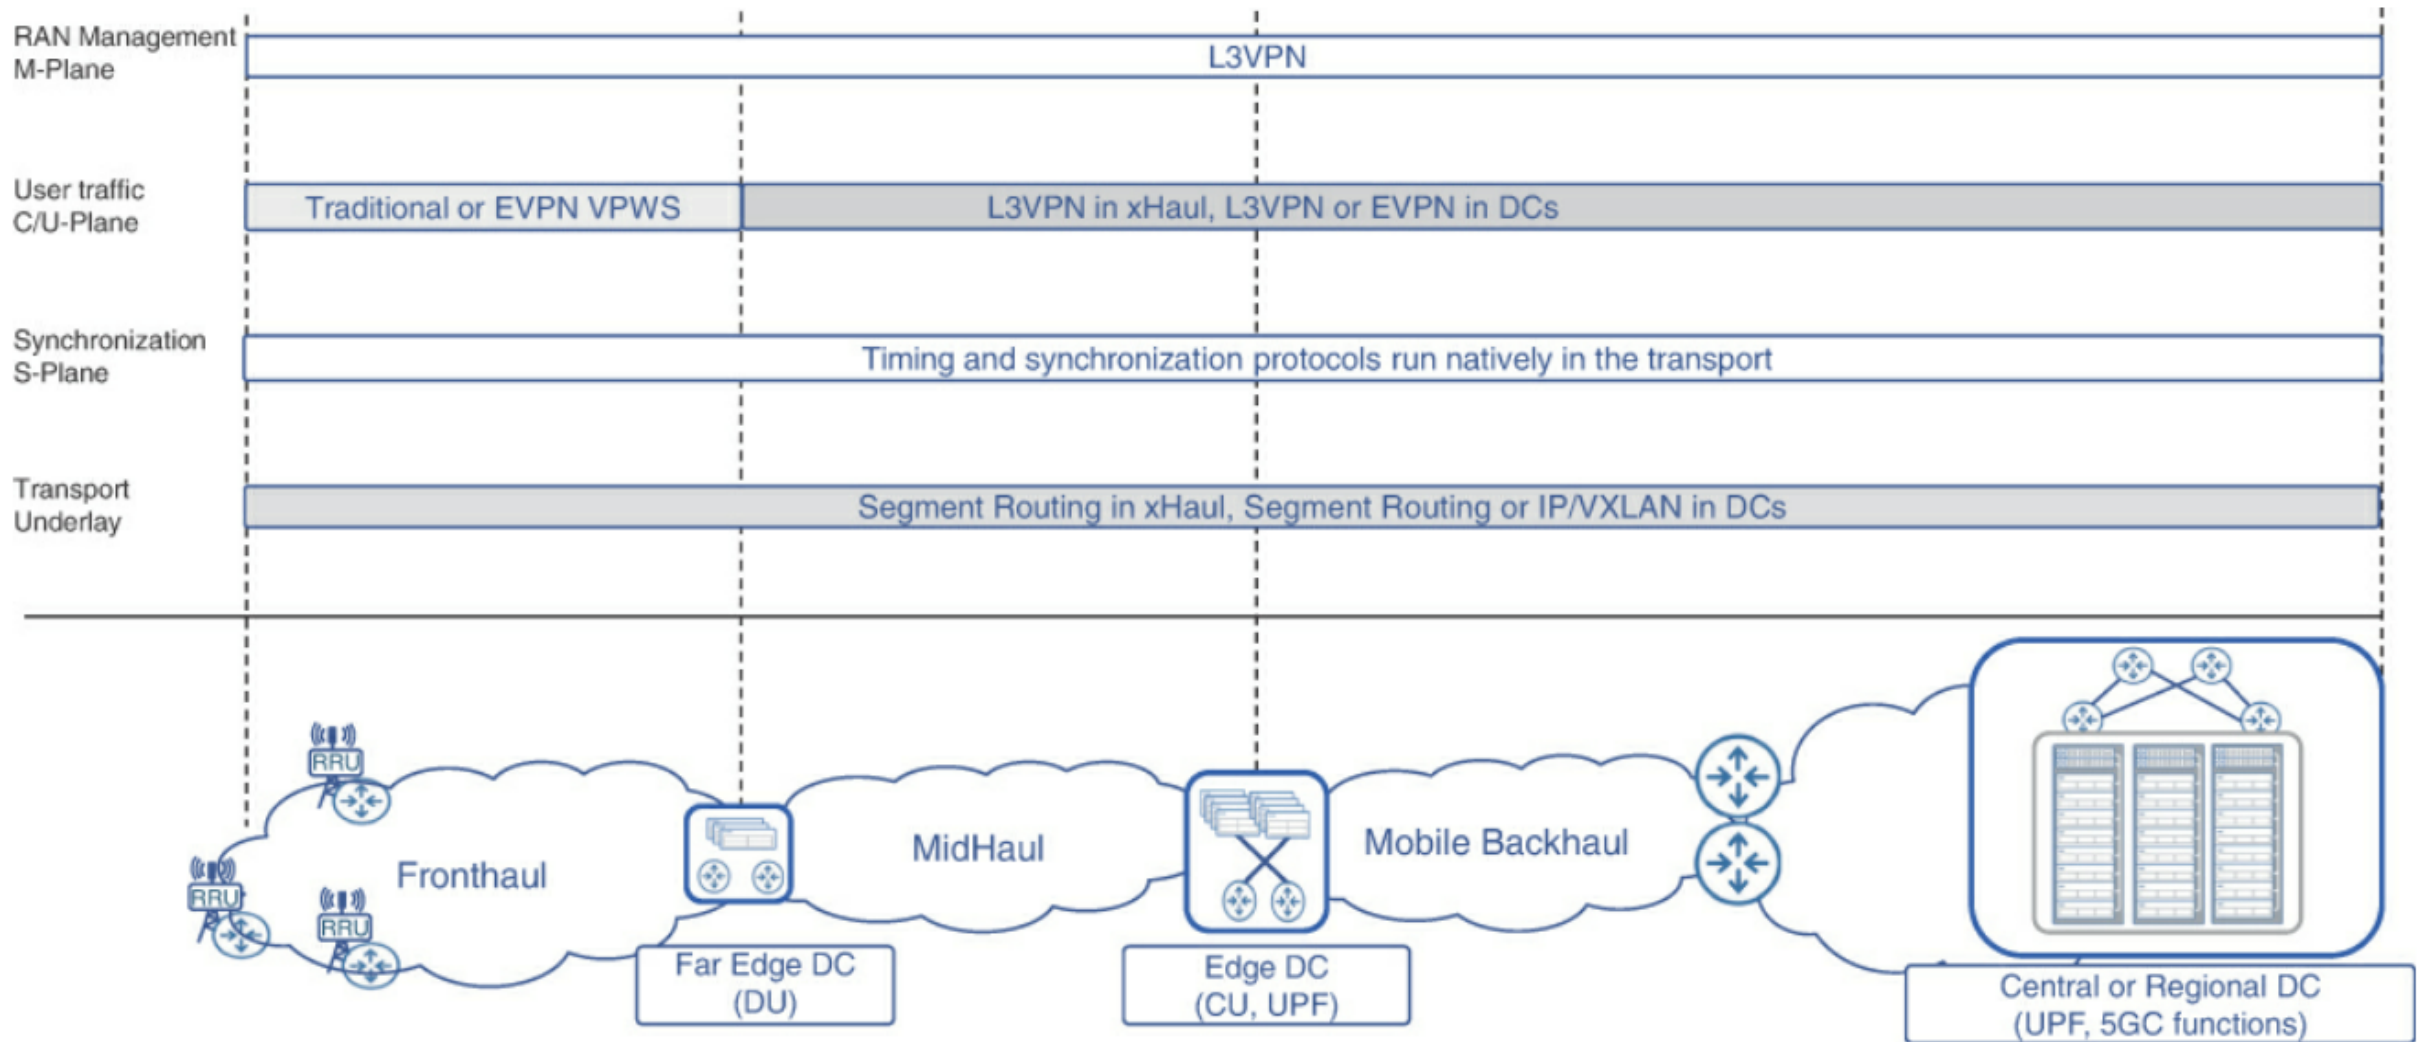 RAN Management
M-Plane
L3VPN
User traffic
C/U-Plane
Traditional or EVPN VPWS
L3VPN in xHaul, L3VPN or EVPN in DCs
Synchronization
S-Plane
Timing and synchronization protocols run natively in the transport
Transport
Underlay
Segment Routing in xHaul, Segment Routing or IP/VXLAN in DCs
RRU
RRU
RRU
Fronthaul
MidHaul
Mobile Backhaul
Far Edge DC
(DU)
Edge DC
(CU, UPF)
Central or Regional DC
(UPF, 5GC functions)